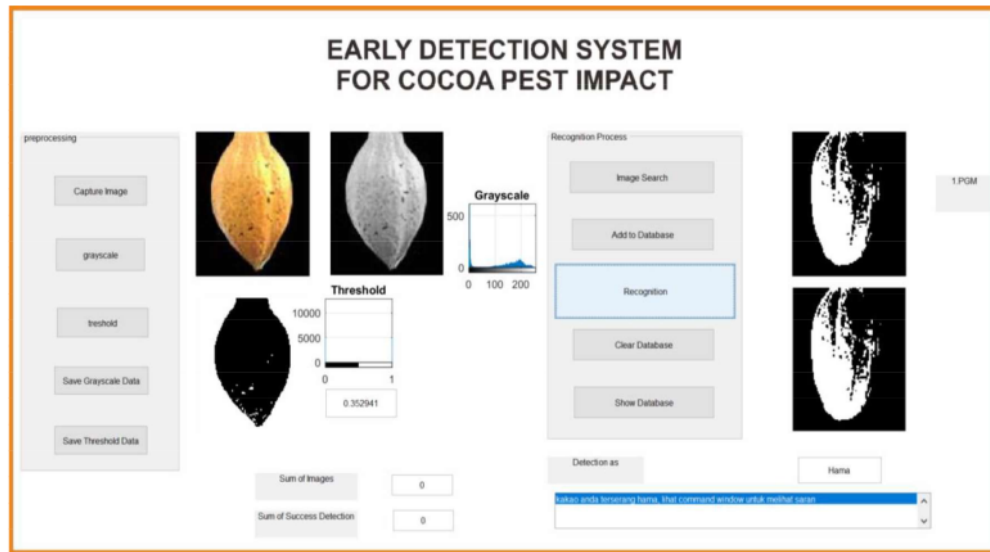 EARLY DETECTION SYSTEM
FOR COCOA PEST IMPACT
preprocessing
Capture Image
grayscale
treshold
Save Grayscale Data
Save Threshold Data
Grayscale
500
0
0 100 200
Threshold
10000
5000
0
0 1
0.352941
Sum of Images
0
Sum of Success Detection
0
Recognition Process
Image Search
Add to Database
Recognition
Clear Database
Show Database
1.PGM
Detection as
Hama
kakao anda terserang hama, lihat command window untuk melihat saran